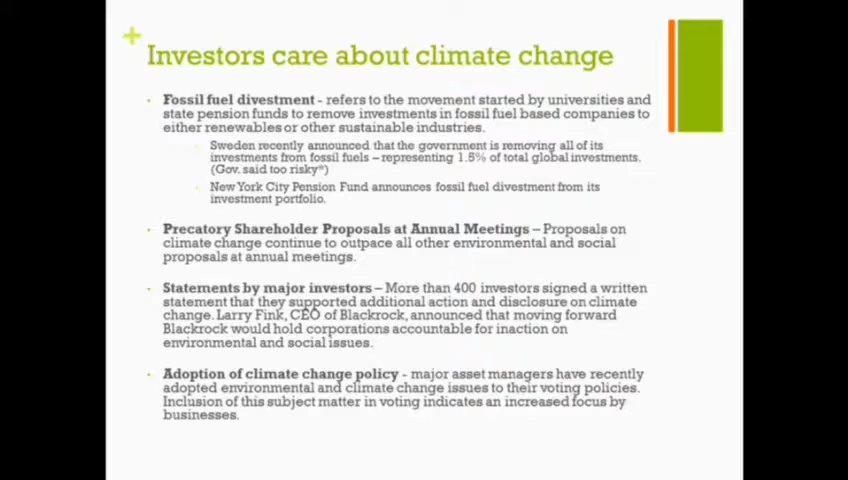 +
Investors care about climate change
• Fossil fuel divestment - refers to the movement started by universities and
state pension funds to remove investments in fossil fuel based companies to
either renewables or other sustainable industries.
• Sweden recently announced that the government is removing all of its
investments from fossil fuels – representing 1.5% of total global investments.
(Gov. said too risky*)
• New York City Pension Fund announces fossil fuel divestment from its
investment portfolio.
• Precatory Shareholder Proposals at Annual Meetings – Proposals on
climate change continue to outpace all other environmental and social
proposals at annual meetings.
• Statements by major investors – More than 400 investors signed a written
statement that they supported additional action and disclosure on climate
change. Larry Fink, CEO of Blackrock, announced that moving forward
Blackrock would hold corporations accountable for inaction on
environmental and social issues.
• Adoption of climate change policy - major asset managers have recently
adopted environmental and climate change issues to their voting policies.
Inclusion of this subject matter in voting indicates an increased focus by
businesses.